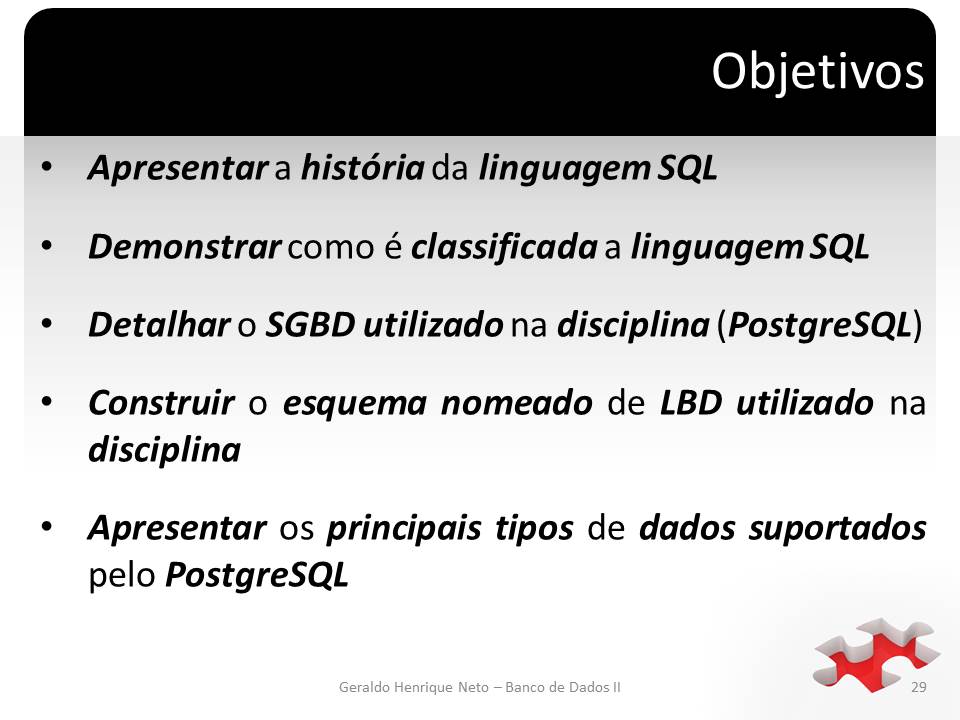 Objetivos
• Apresentar a história da linguagem SQL
• Demonstrar como é classificada a linguagem SQL
• Detalhar o SGBD utilizado na disciplina (PostgreSQL)
• Construir o esquema nomeado de LBD utilizado na
disciplina
• Apresentar os principais tipos de dados suportados
pelo PostgreSQL
Geraldo Henrique Neto – Banco de Dados II
29